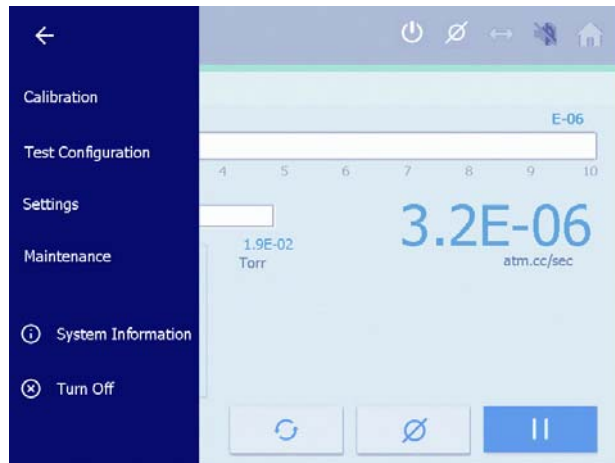 Calibration
Test Configuration
Settings
Maintenance
System Information
Turn Off
E-06
4 5 6 7 8 9 10
3.2E-06
atm.cc/sec
1.9E-02
Torr